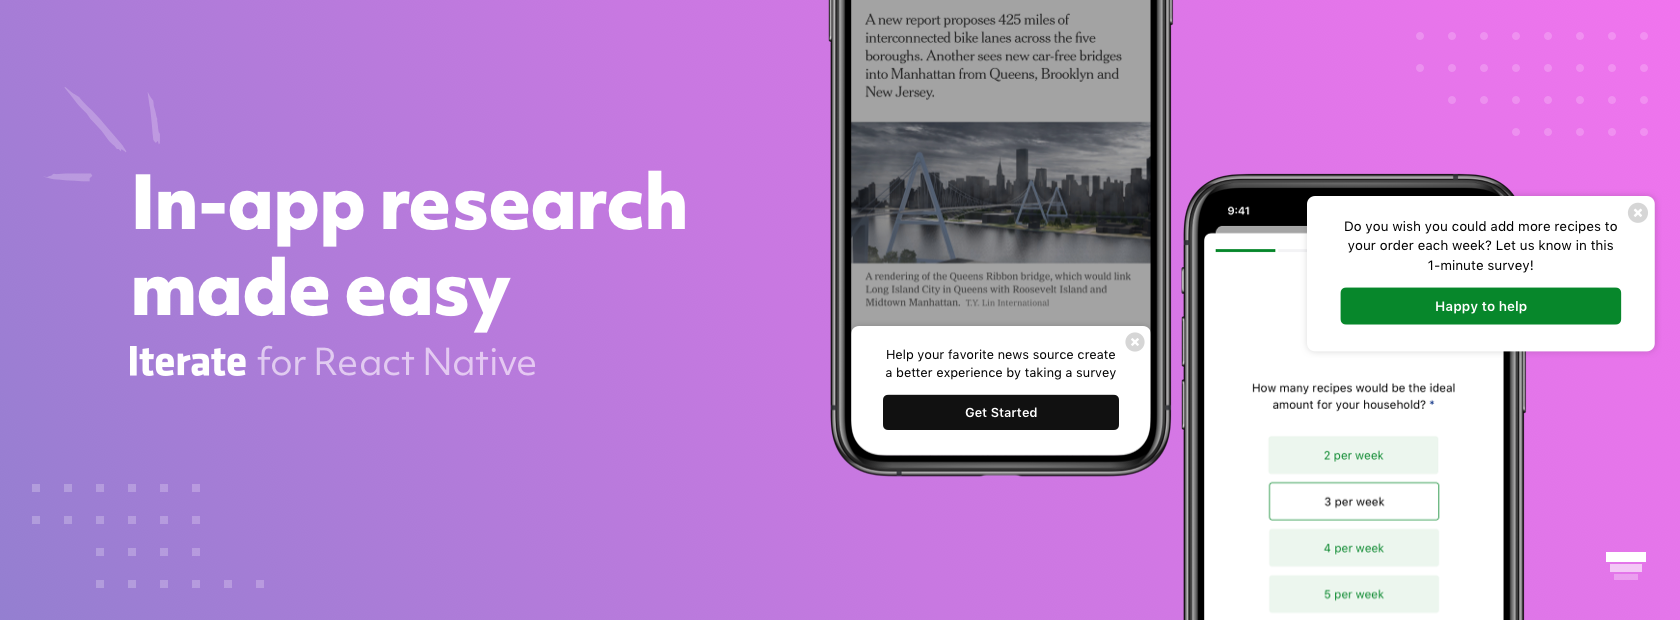 In-app research
made easy
Iterate for React Native
A new report proposes 425 miles of
interconnected bike lanes across the five
boroughs. Another sees new car-free bridges
into Manhattan from Queens, Brooklyn and
New Jersey.
A rendering of the Queens Ribbon bridge, which would link
Long Island City in Queens with Roosevelt Island and
Midtown Manhattan. T.Y. Lin International
Help your favorite news source create
a better experience by taking a survey
Get Started
9:41
Do you wish you could add more recipes to
your order each week? Let us know in this
1-minute survey!
Happy to help
How many recipes would be the ideal
amount for your household? *
2 per week
3 per week
4 per week
5 per week